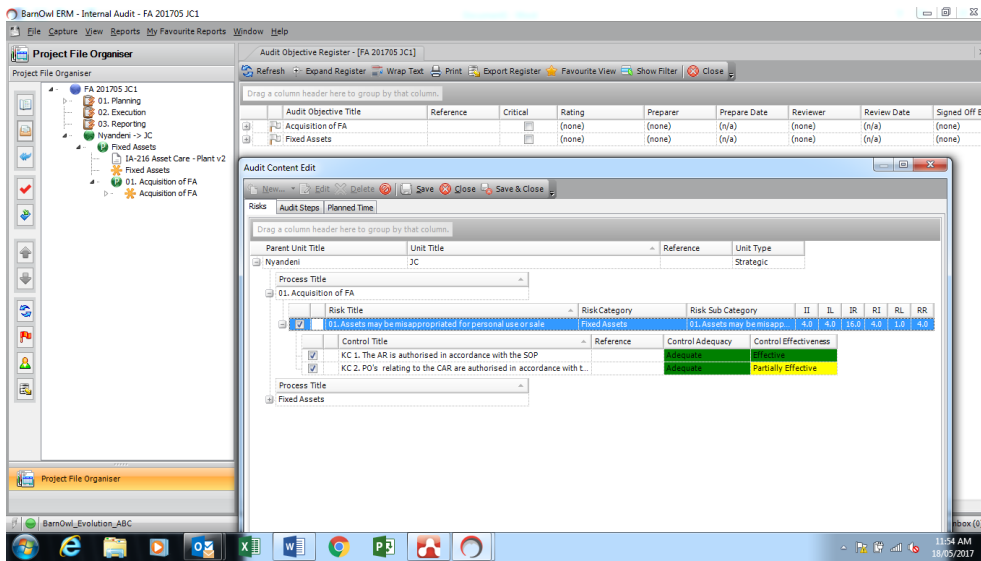 BarnOwl ERM - Internal Audit - FA 201705 JC1
File Capture View Reports My Favourite Reports Window Help
Project File Organiser
Project File Organiser
FA 201705 JC1
01. Planning
02. Execution
03. Reporting
Nyandeni -> JC
Fixed Assets
IA-216 Asset Care - Plant v2
Fixed Assets
01. Acquisition of FA
Acquisition of FA
Project File Organiser
BarnOwl_Evolution_ABC
Audit Objective Register - [FA 201705 JC1]
Refresh Expand Register Wrap Text Print Export Register Favourite View Show Filter Close
Drag a column header here to group by that column.
Audit Objective Title Reference Critical Rating Preparer Prepare Date Reviewer Review Date Signed Off
Acquisition of FA (none) (none) (n/a) (none) (n/a) (none)
Fixed Assets (none) (none) (n/a) (none) (n/a) (none)
Audit Content Edit
New... Edit Delete Save Close Save & Close
Risks Audit Steps Planned Time
Drag a column header here to group by that column.
Parent Unit Title Unit Title Reference Unit Type
Nyandeni JC Strategic
Process Title
01. Acquisition of FA
Risk Title Risk Category Risk Sub Category II IL IR RI RL RR
01. Assets may be misappropriated for personal use or sale Fixed Assets 01. Assets may be misapp... 4.0 4.0 16.0 4.0 1.0 4.0
Control Title Reference Control Adequacy Control Effectiveness
KC 1. The AR is authorised in accordance with the SOP Adequate Effective
KC 2. PO's relating to the CAR are authorised in accordance with t... Adequate Partially Effective
Process Title
Fixed Assets
11:54 AM
18/05/2017